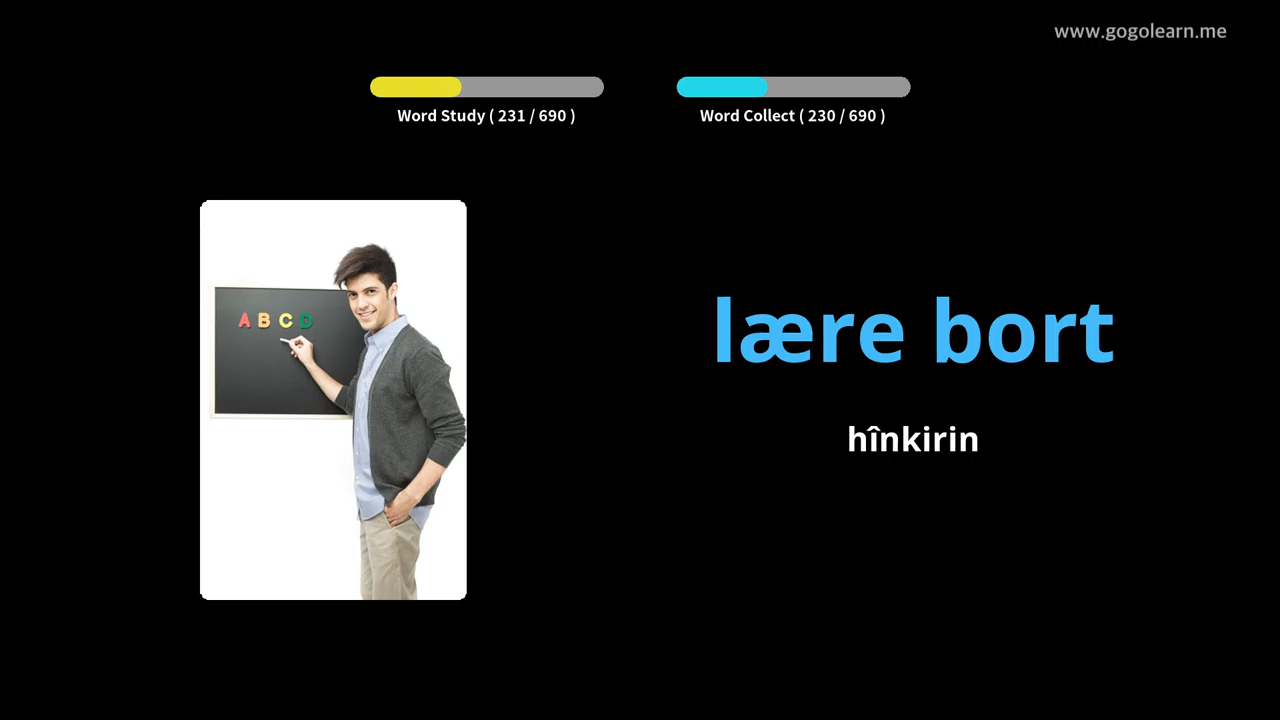 www.gogolearn.me
Word Study ( 231 / 690 )
Word Collect ( 230 / 690 )
A B C D
lære bort
hînkirin